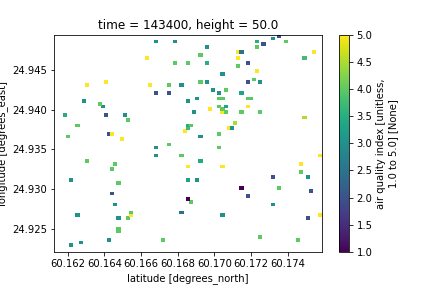 time = 143400, height = 50.0
24.945
24.940
24.935
24.930
24.925
longitude [degrees_east]
60.162 60.164 60.166 60.168 60.170 60.172 60.174
latitude [degrees_north]
5.0
4.5
4.0
3.5
3.0
2.5
2.0
1.5
1.0
air quality index [unitless,
1.0 to 5.0] [None]